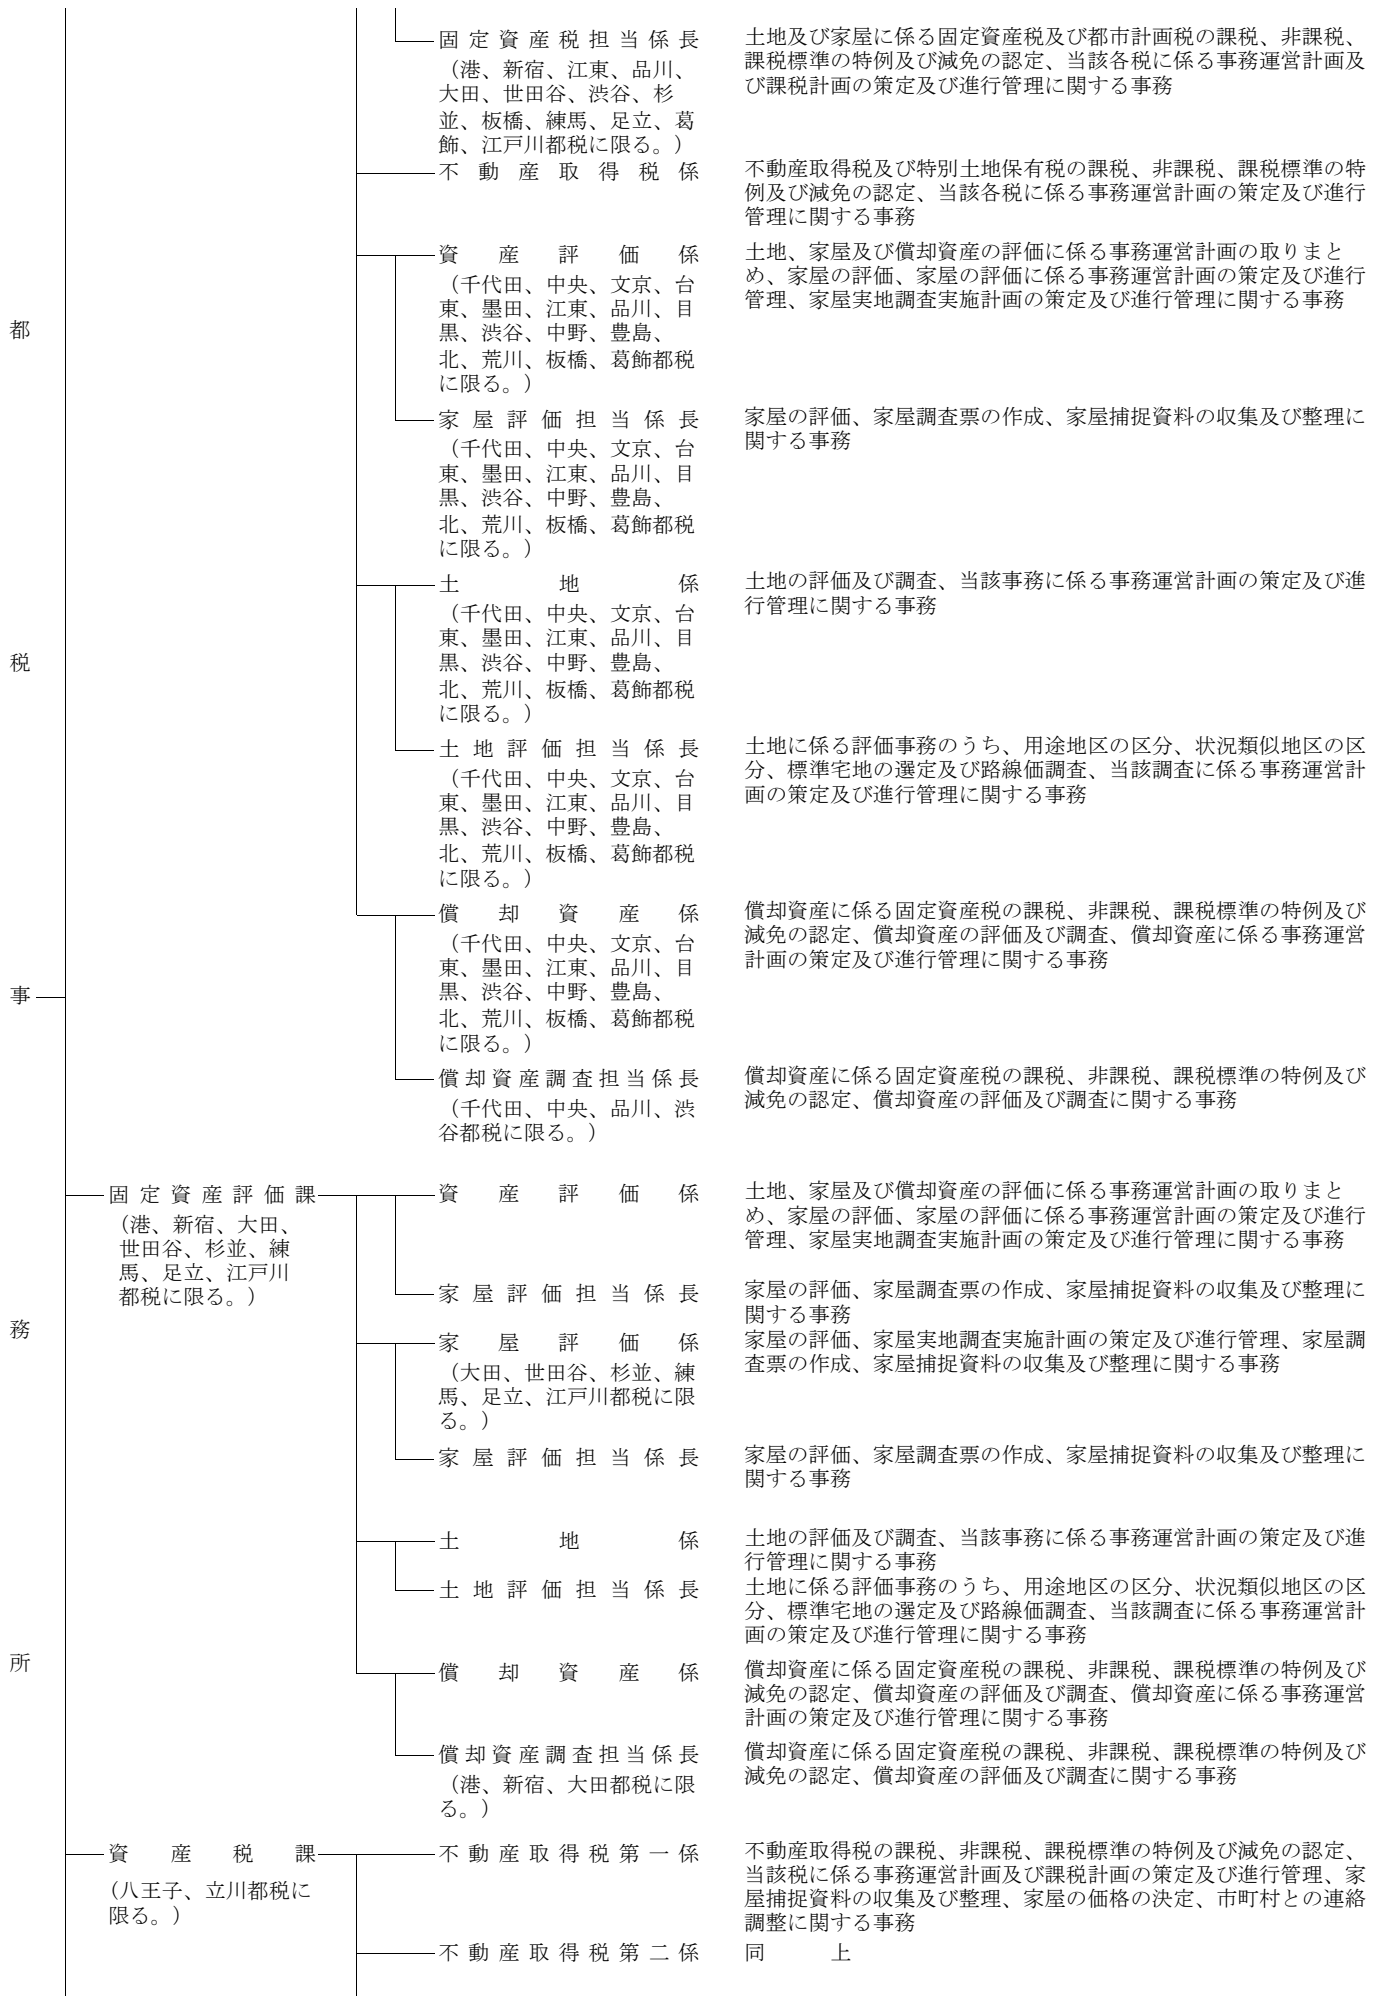 固定資産税担当係長
土地及び家屋に係る固定資産税及び都市計画税の課税、非課税、
課税標準の特例及び減免の認定、当該各税に係る事務運営計画及
び課税計画の策定及び進行管理に関する事務
（港、新宿、江東、品川、
大田、世田谷、渋谷、杉
並、板橋、練馬、足立、葛
飾、江戸川都税に限る。）
不動産取得税係
不動産取得税及び特別土地保有税の課税、非課税、課税標準の特
例及び減免の認定、当該各税に係る事務運営計画の策定及び進行
管理に関する事務
資産評価係
土地、家屋及び償却資産の評価に係る事務運営計画の取りまと
め、家屋の評価、家屋の評価に係る事務運営計画の策定及び進行
管理、家屋実地調査実施計画の策定及び進行管理に関する事務
（千代田、中央、文京、台
東、墨田、江東、品川、目
黒、渋谷、中野、豊島、
北、荒川、板橋、葛飾都税
に限る。）
家屋評価担当係長
家屋の評価、家屋調査票の作成、家屋捕捉資料の収集及び整理に
関する事務
（千代田、中央、文京、台
東、墨田、江東、品川、目
黒、渋谷、中野、豊島、
北、荒川、板橋、葛飾都税
に限る。）
土地係
土地の評価及び調査、当該事務に係る事務運営計画の策定及び進
行管理に関する事務
（千代田、中央、文京、台
東、墨田、江東、品川、目
黒、渋谷、中野、豊島、
北、荒川、板橋、葛飾都税
に限る。）
土地評価担当係長
土地に係る評価事務のうち、用途地区の区分、状況類似地区の区
分、標準宅地の選定及び路線価調査、当該調査に係る事務運営計
画の策定及び進行管理に関する事務
（千代田、中央、文京、台
東、墨田、江東、品川、目
黒、渋谷、中野、豊島、
北、荒川、板橋、葛飾都税
に限る。）
償却資産係
償却資産に係る固定資産税の課税、非課税、課税標準の特例及び
減免の認定、償却資産の評価及び調査、償却資産に係る事務運営
計画の策定及び進行管理に関する事務
（千代田、中央、文京、台
東、墨田、江東、品川、目
黒、渋谷、中野、豊島、
北、荒川、板橋、葛飾都税
に限る。）
償却資産調査担当係長
償却資産に係る固定資産税の課税、非課税、課税標準の特例及び
減免の認定、償却資産の評価及び調査に関する事務
（千代田、中央、品川、渋
谷都税に限る。）
都税事務所
固定資産評価課
（港、新宿、大田、
世田谷、杉並、練
馬、足立、江戸川
都税に限る。）
資産評価係
土地、家屋及び償却資産の評価に係る事務運営計画の取りまと
め、家屋の評価、家屋の評価に係る事務運営計画の策定及び進行
管理、家屋実地調査実施計画の策定及び進行管理に関する事務
家屋評価担当係長
家屋の評価、家屋調査票の作成、家屋捕捉資料の収集及び整理に
関する事務
家屋評価係
家屋の評価、家屋実地調査実施計画の策定及び進行管理、家屋調
査票の作成、家屋捕捉資料の収集及び整理に関する事務
（大田、世田谷、杉並、練
馬、足立、江戸川都税に限
る。）
家屋評価担当係長
家屋の評価、家屋調査票の作成、家屋捕捉資料の収集及び整理に
関する事務
土地係
土地の評価及び調査、当該事務に係る事務運営計画の策定及び進
行管理に関する事務
土地評価担当係長
土地に係る評価事務のうち、用途地区の区分、状況類似地区の区
分、標準宅地の選定及び路線価調査、当該調査に係る事務運営計
画の策定及び進行管理に関する事務
償却資産係
償却資産に係る固定資産税の課税、非課税、課税標準の特例及び
減免の認定、償却資産の評価及び調査、償却資産に係る事務運営
計画の策定及び進行管理に関する事務
償却資産調査担当係長
償却資産に係る固定資産税の課税、非課税、課税標準の特例及び
減免の認定、償却資産の評価及び調査に関する事務
（港、新宿、大田都税に限
る。）
資産税課
（八王子、立川都税に
限る。）
不動産取得税第一係
不動産取得税の課税、非課税、課税標準の特例及び減免の認定、
当該税に係る事務運営計画及び課税計画の策定及び進行管理、家
屋捕捉資料の収集及び整理、家屋の価格の決定、市町村との連絡
調整に関する事務
不動産取得税第二係
同上